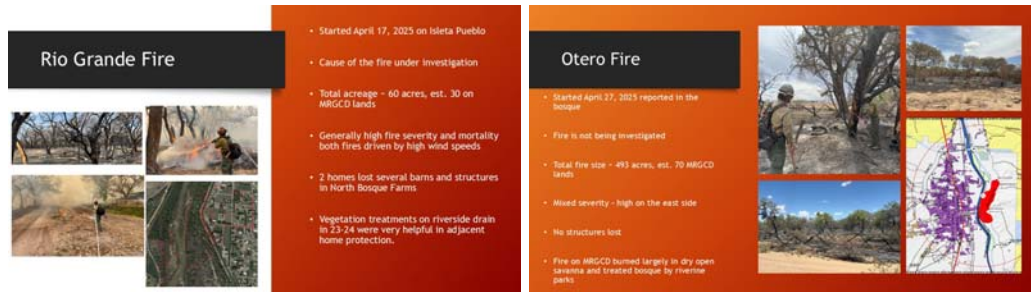 Rio Grande Fire
• Started April 17, 2025 on Isleta Pueblo
• Cause of the fire under investigation
• Total acreage ~ 60 acres, est. 30 on
MRGCD lands
• Generally high fire severity and mortality
both fires driven by high wind speeds
• 2 homes lost several barns and structures
in North Bosque Farms
• Vegetation treatments on riverside drain
in 23-24 were very helpful in adjacent
home protection.
Otero Fire
• Started April 27, 2025 reported in the
bosque
• Fire is not being investigated
• Total fire size ~ 493 acres, est. 70 MRGCD
lands
• Mixed severity – high on the east side
• No structures lost
• Fire on MRGCD burned largely in dry open
savanna and treated bosque by riverine
parks